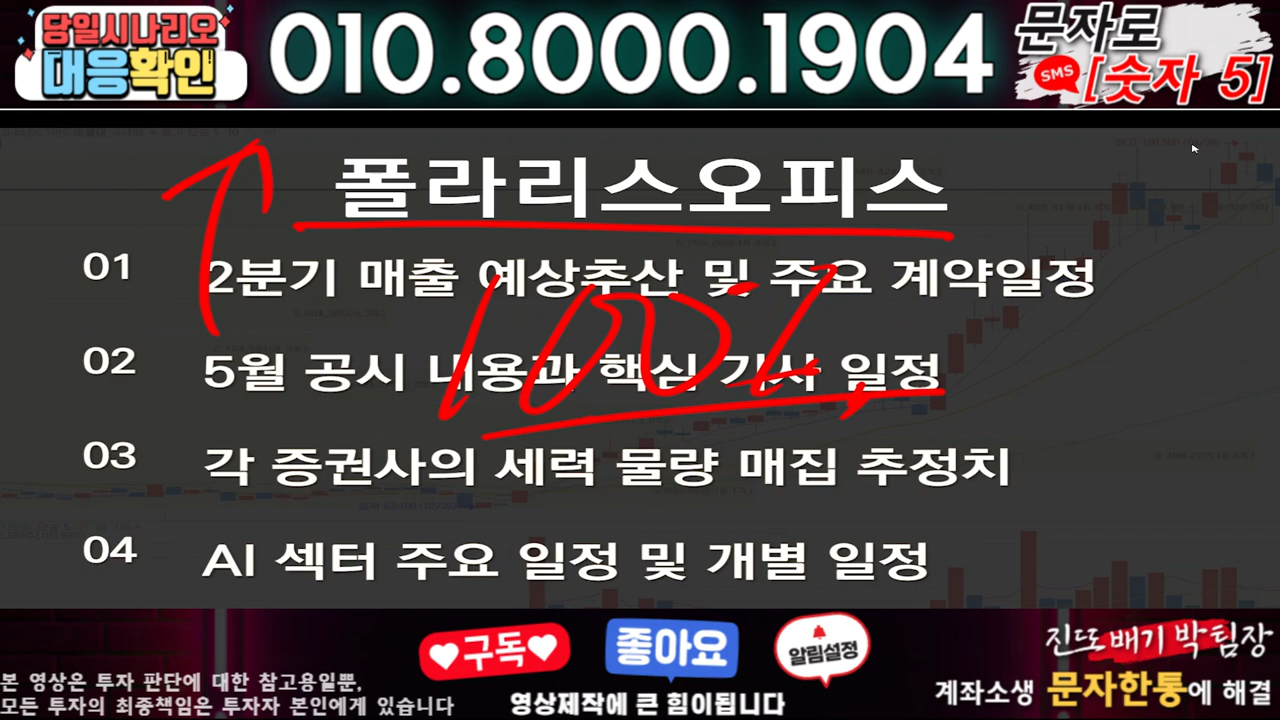 당일시나리오
대응확인
010.8000.1904
문자로
SMS [숫자 5]
폴라리스오피스
01 2분기 매출 예상추산 및 주요 계약일정
100%
02 5월 공시 내용과 핵심 기사 일정
03 각 증권사의 세력 물량 매집 추정치
04 AI 섹터 주요 일정 및 개별 일정
구독
좋아요
알림설정
영상제작에 큰 힘이됩니다
본 영상은 투자 판단에 대한 참고용일뿐,
모든 투자의 최종책임은 투자자 본인에게 있습니다
진또배기 박팀장
계좌소생 문자한통에 해결